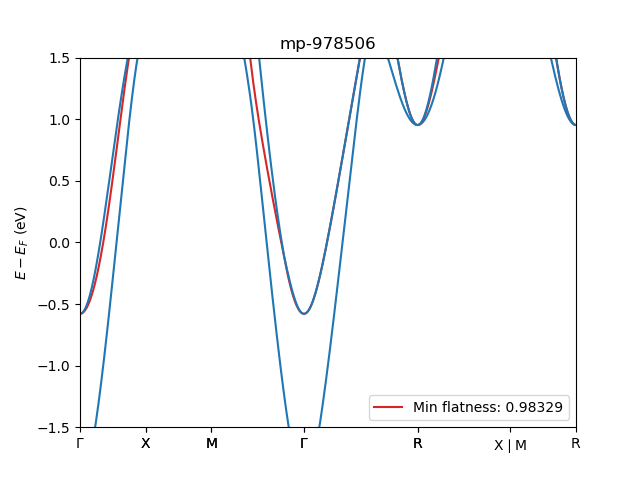 mp-978506
1.5
1.0
0.5
0.0
−0.5
−1.0
−1.5
E − E_F (eV)
Γ X M Γ R X | M R
Min flatness: 0.98329